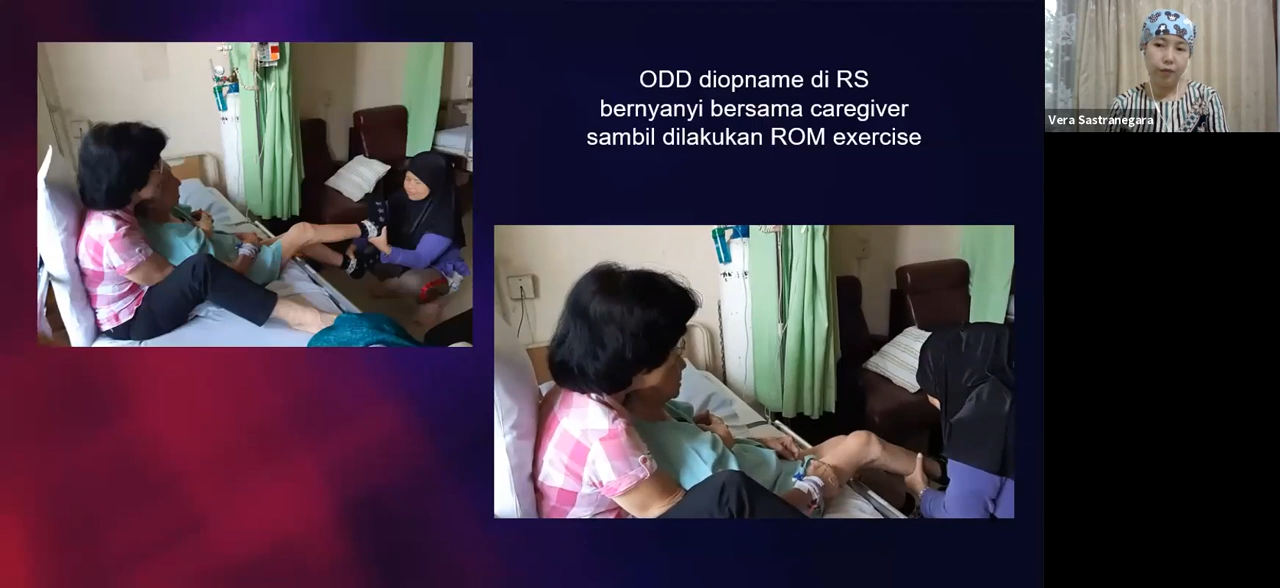 ODD diopname di RS
bernyanyi bersama caregiver
sambil dilakukan ROM exercise
Vera Sastranegara